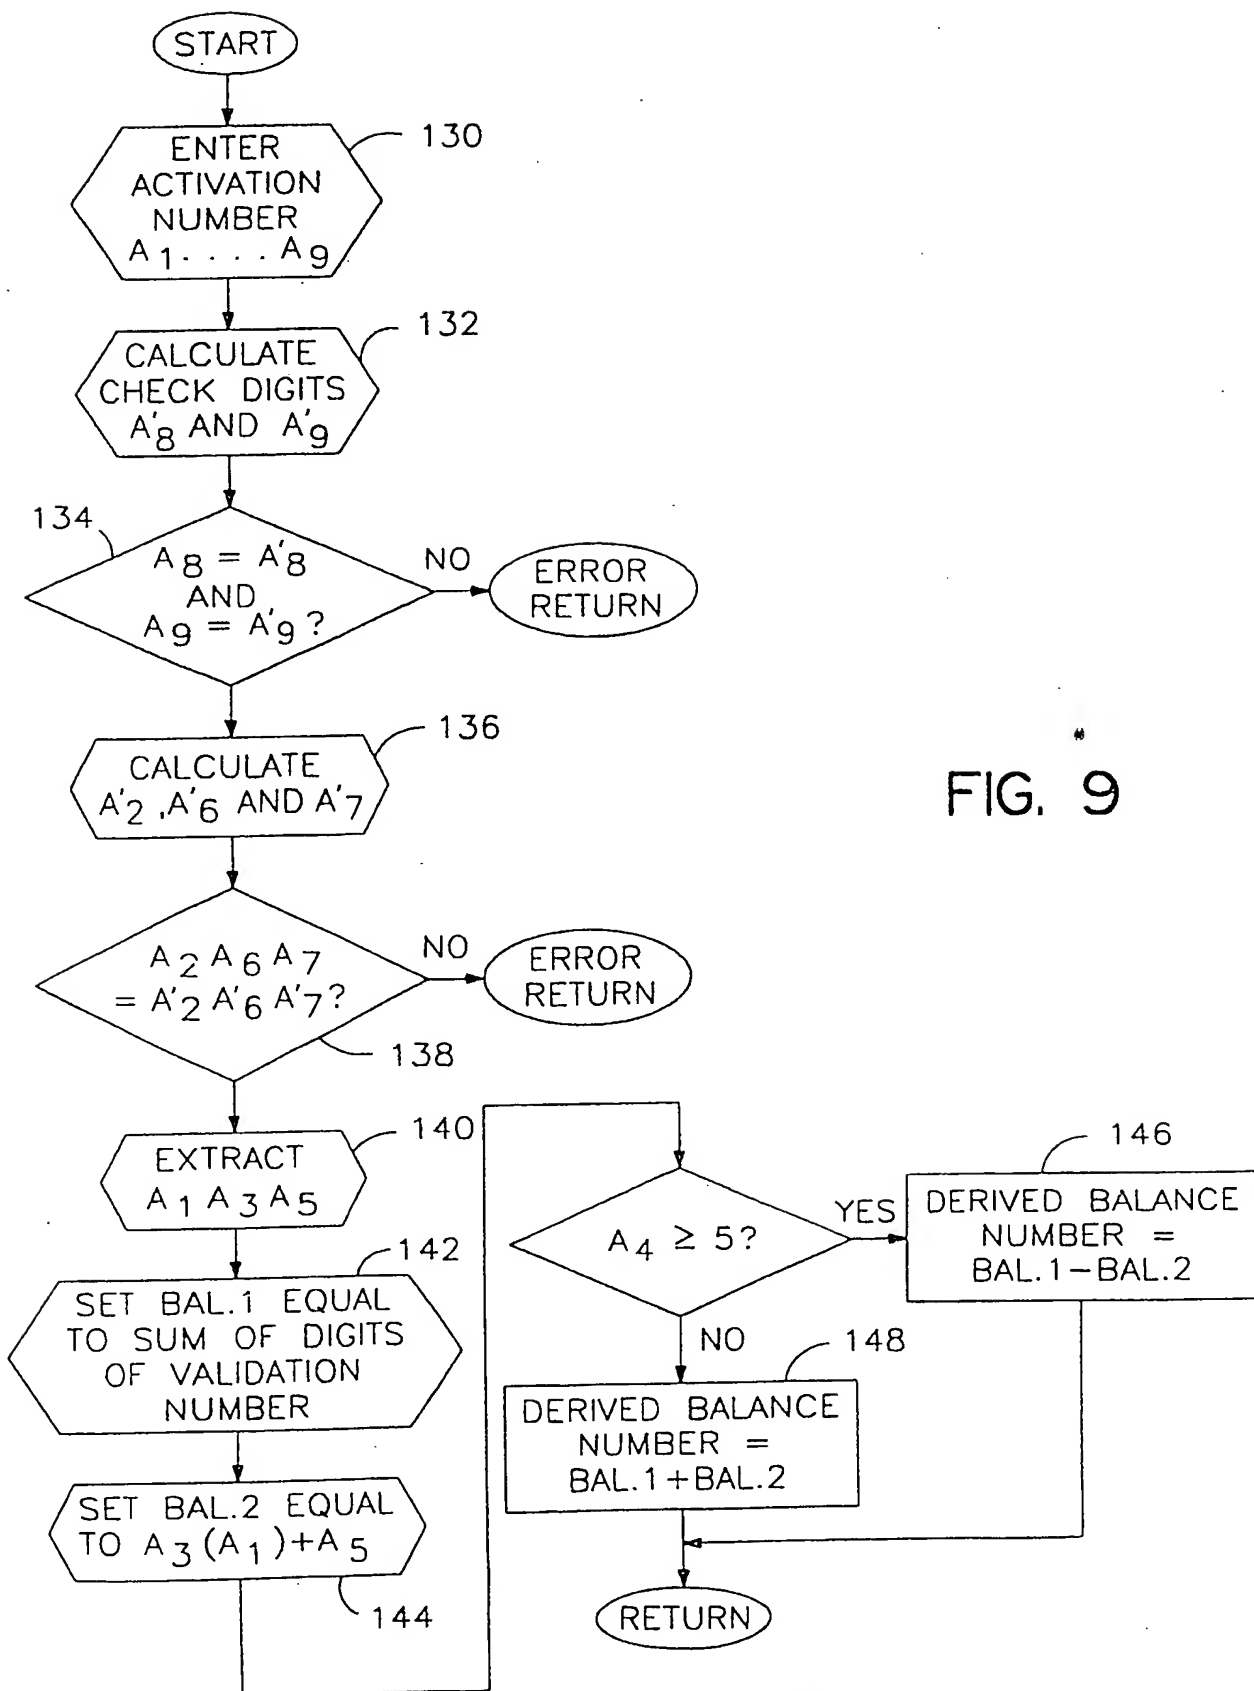 START
130
ENTER
ACTIVATION
NUMBER
A1. . . . A9
132
CALCULATE
CHECK DIGITS
A'8 AND A'9
134
A8 = A'8
AND
A9 = A'9?
NO
ERROR
RETURN
136
CALCULATE
A'2 ,A'6 AND A'7
FIG. 9
A2 A6 A7
= A'2 A'6 A'7?
NO
ERROR
RETURN
138
140
EXTRACT
A1 A3 A5
142
SET BAL.1 EQUAL
TO SUM OF DIGITS
OF VALIDATION
NUMBER
SET BAL.2 EQUAL
TO A3(A1)+A5
144
A4 ≥ 5?
YES
146
DERIVED BALANCE
NUMBER =
BAL.1-BAL.2
NO
148
DERIVED BALANCE
NUMBER =
BAL.1+BAL.2
RETURN